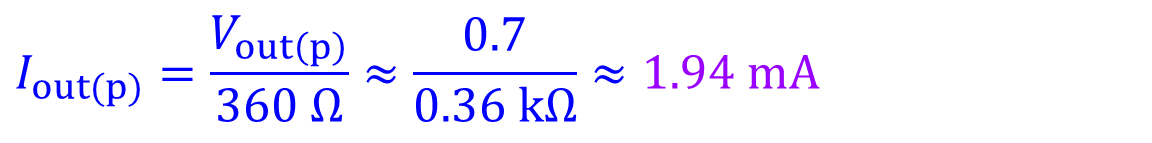 I_out(p) = V_out(p) / 360 Ω ≈ 0.7 / 0.36 kΩ ≈ 1.94 mA